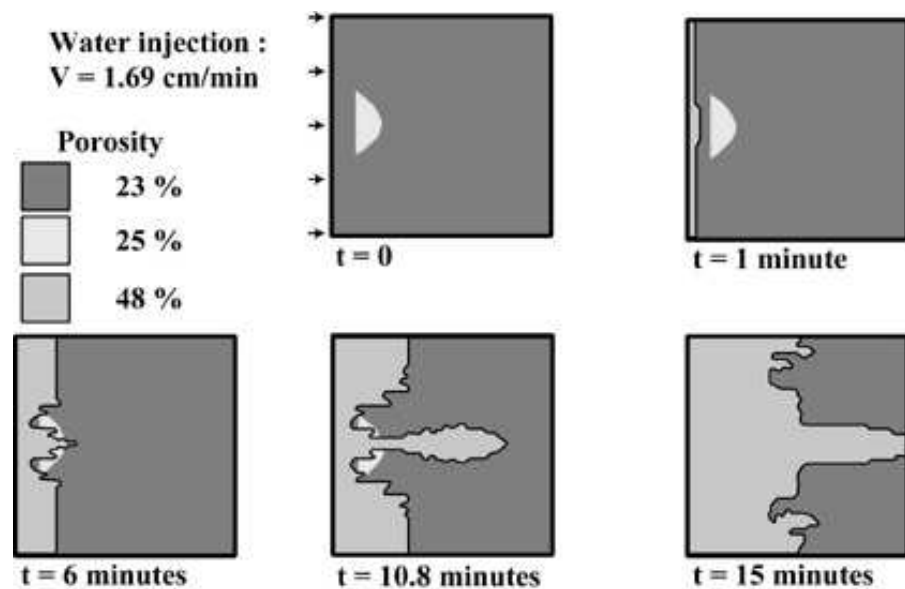 Water injection :
V = 1.69 cm/min
Porosity
23 %
25 %
48 %
t = 0
t = 1 minute
t = 6 minutes
t = 10.8 minutes
t = 15 minutes